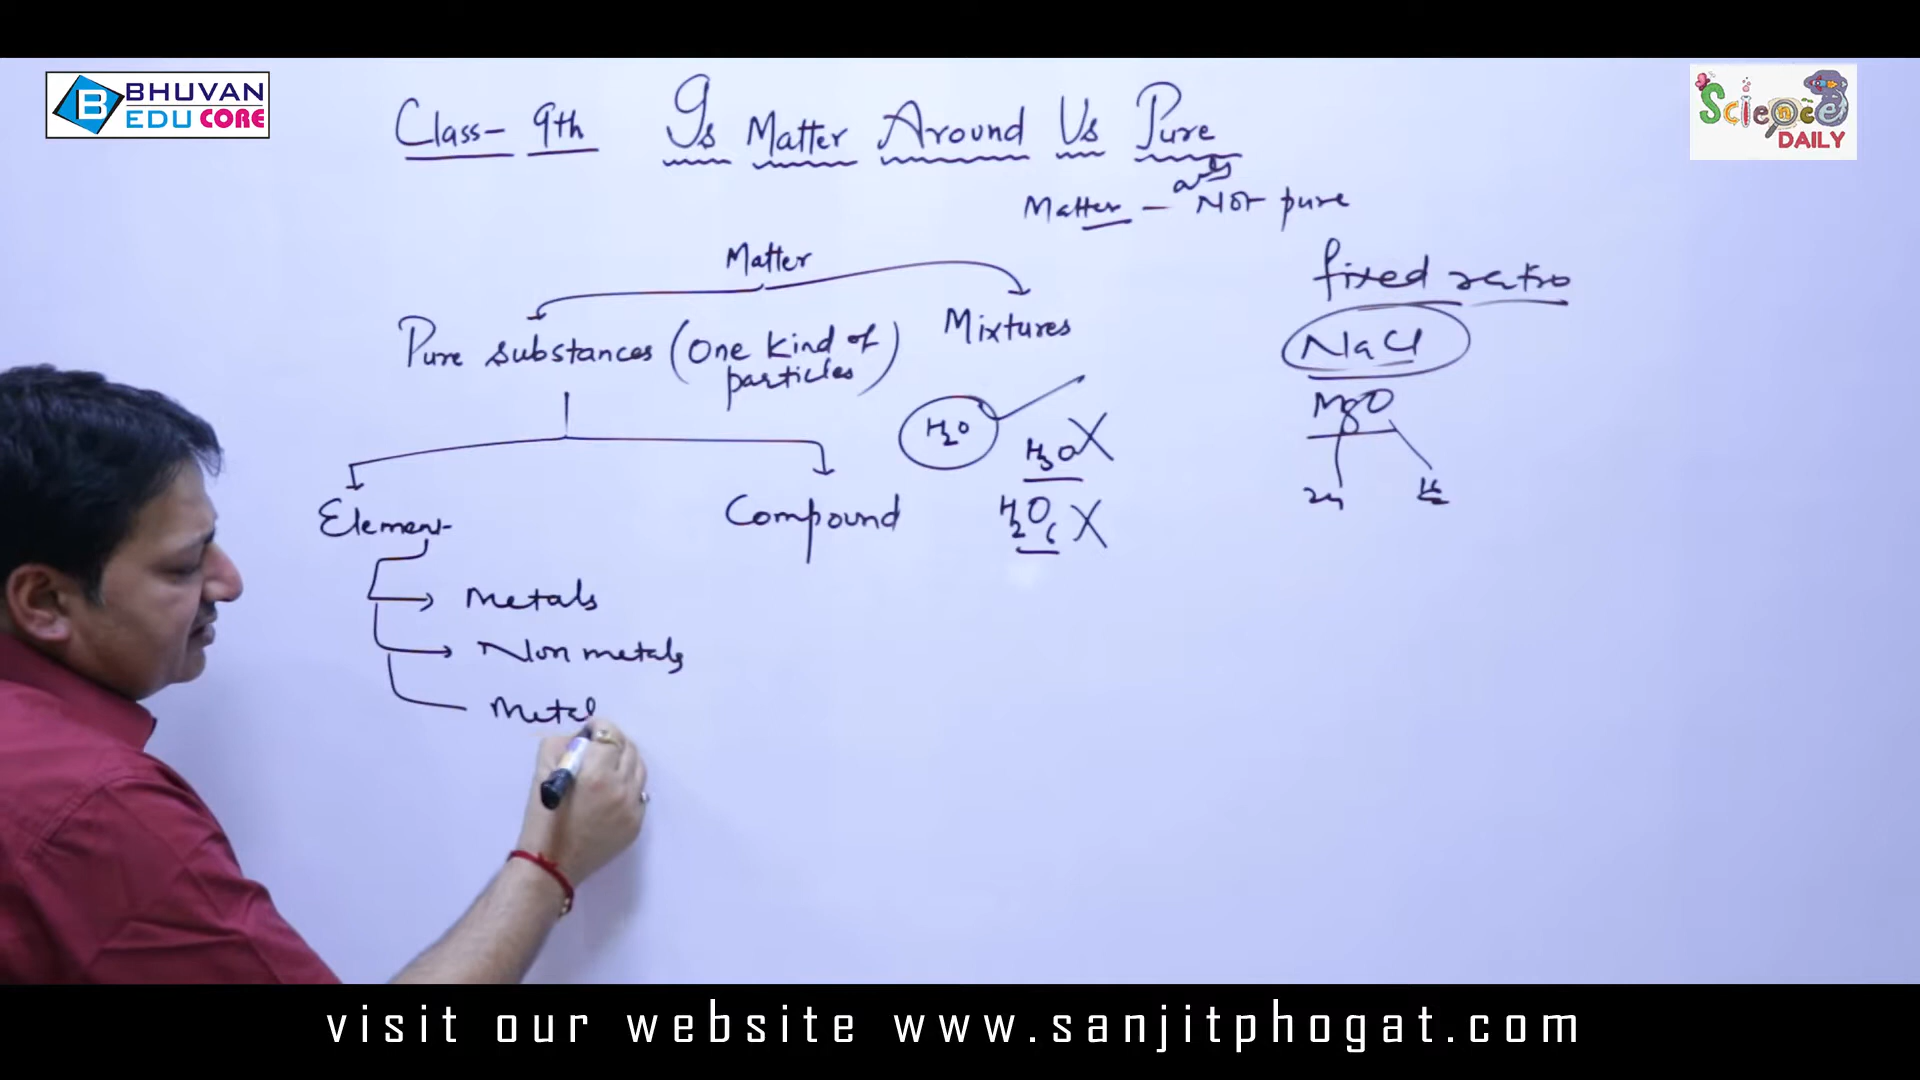 BHUVAN
EDU CORE
Science
DAILY
Class- 9th Is Matter Around Us Pure
Matter - Not pure
Matter
fixed ratio
Pure substances (One kind of particles)
Mixtures
NaCl
MgO
H2O
H3O X
24
H2O6 X
Element
Compound
Metals
Non metals
Metal
visit our website www.sanjitphogat.com